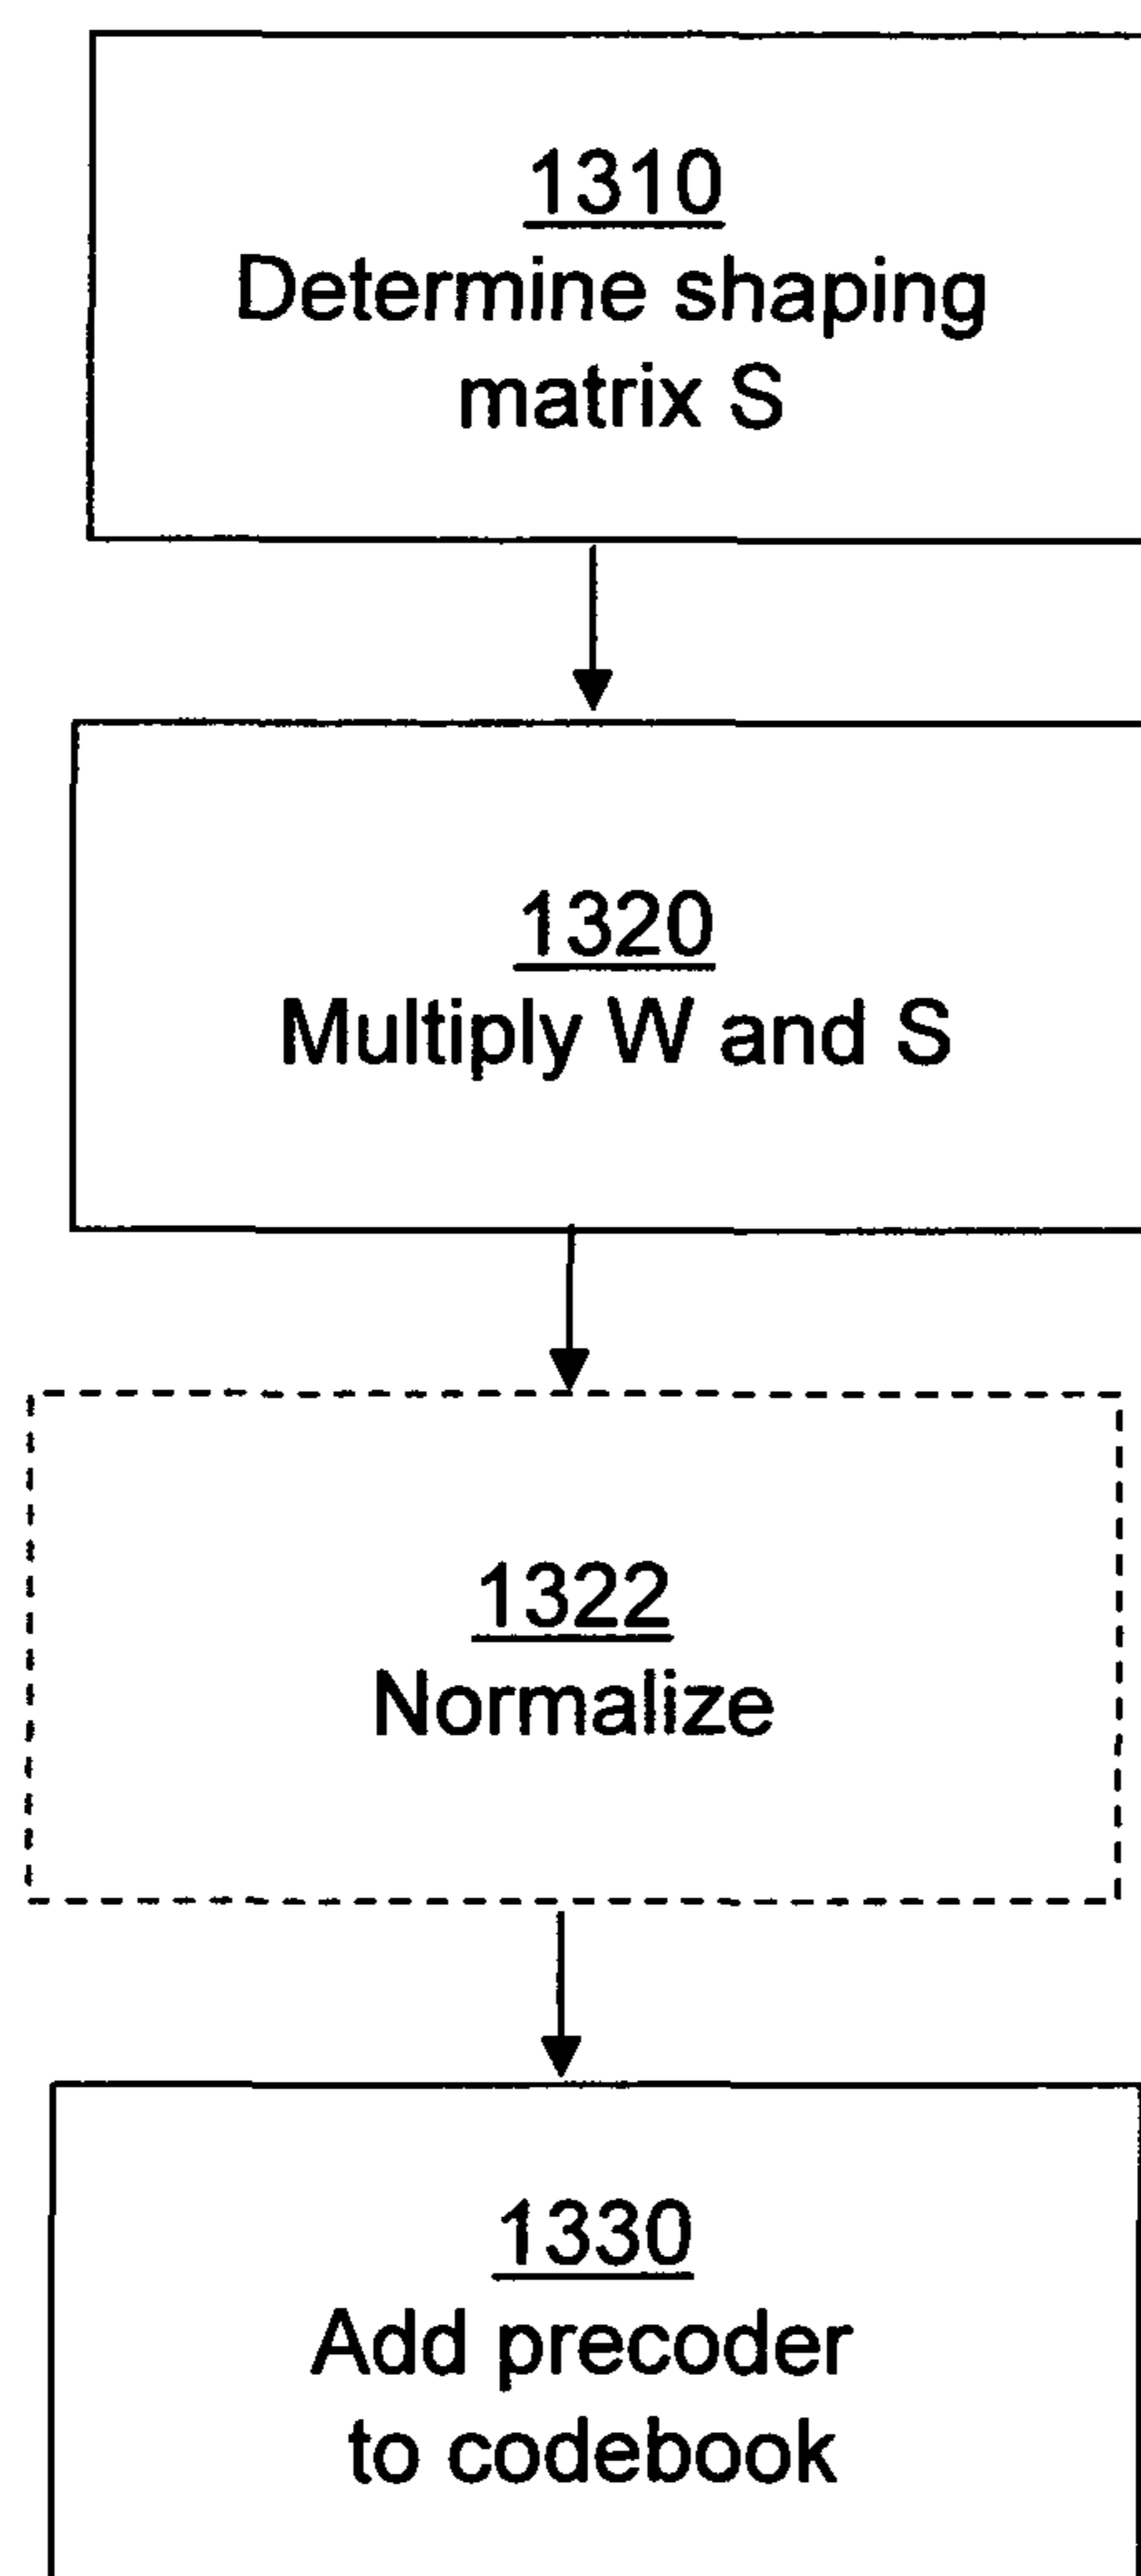 1310
Determine shaping
matrix S
1320
Multiply W and S
1322
Normalize
1330
Add precoder
to codebook